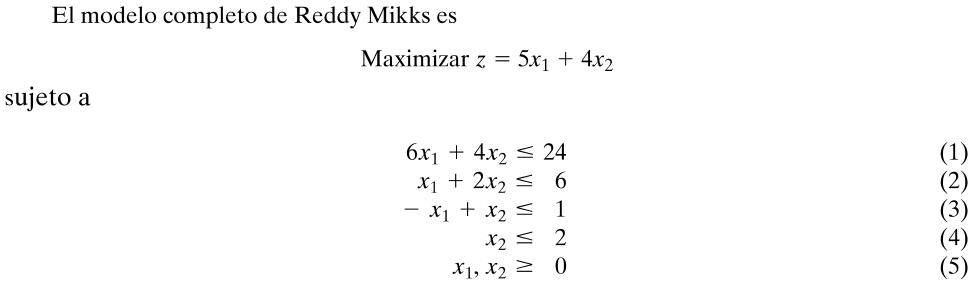 El modelo completo de Reddy Mikks es
Maximizar z = 5x₁ + 4x₂
sujeto a
6x₁ + 4x₂ ≤ 24 (1)
x₁ + 2x₂ ≤ 6 (2)
− x₁ + x₂ ≤ 1 (3)
x₂ ≤ 2 (4)
x₁, x₂ ≥ 0 (5)